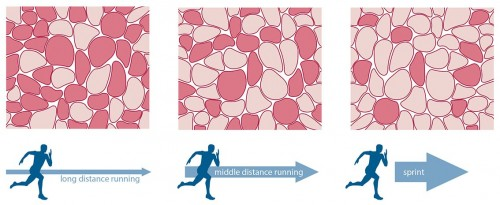 long distance running
middle distance running
sprint